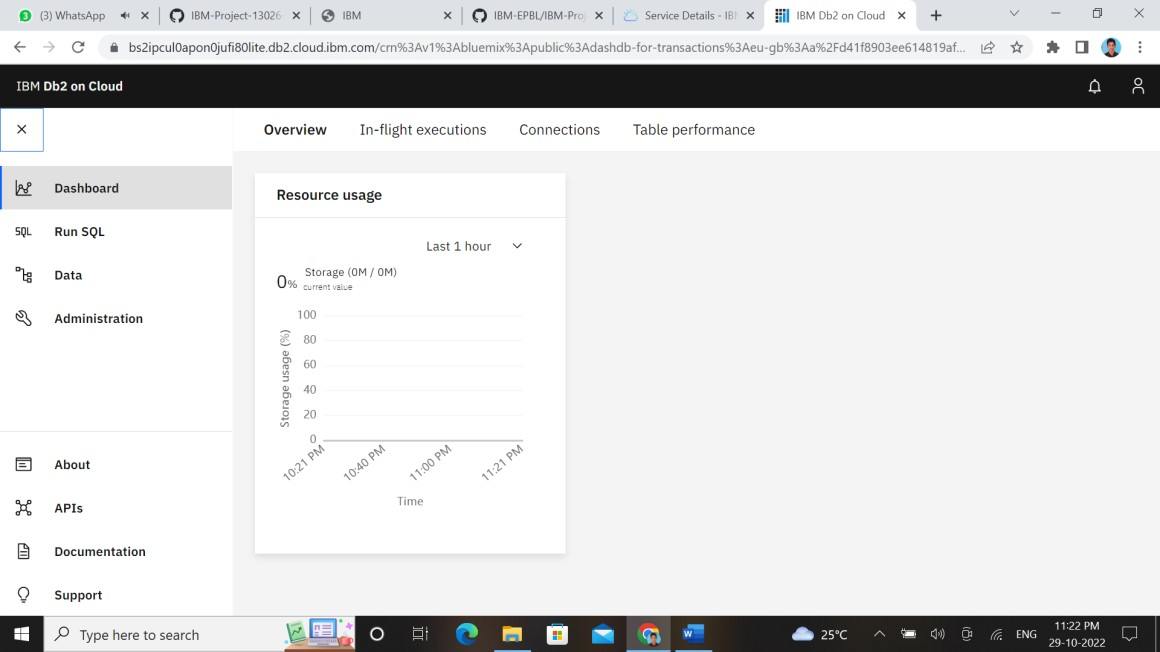 3
(3) WhatsApp
IBM-Project-13026
IBM
IBM-EPBL/IBM-Proj
Service Details - IBM
IBM Db2 on Cloud
bs2ipcul0apon0jufi80lite.db2.cloud.ibm.com/crn%3Av1%3Abluemix%3Apublic%3Adashdb-for-transactions%3Aeu-gb%3Aa%2Fd41f8903ee614819af...
IBM Db2 on Cloud
Overview
In-flight executions
Connections
Table performance
Dashboard
SQL
Run SQL
Data
Administration
About
APIs
Documentation
Support
Resource usage
Last 1 hour
0%
Storage (0M / 0M)
current value
100
80
60
40
20
0
Storage usage (%)
10:21 PM
10:40 PM
11:00 PM
11:21 PM
Time
Type here to search
25°C
ENG
11:22 PM
29-10-2022